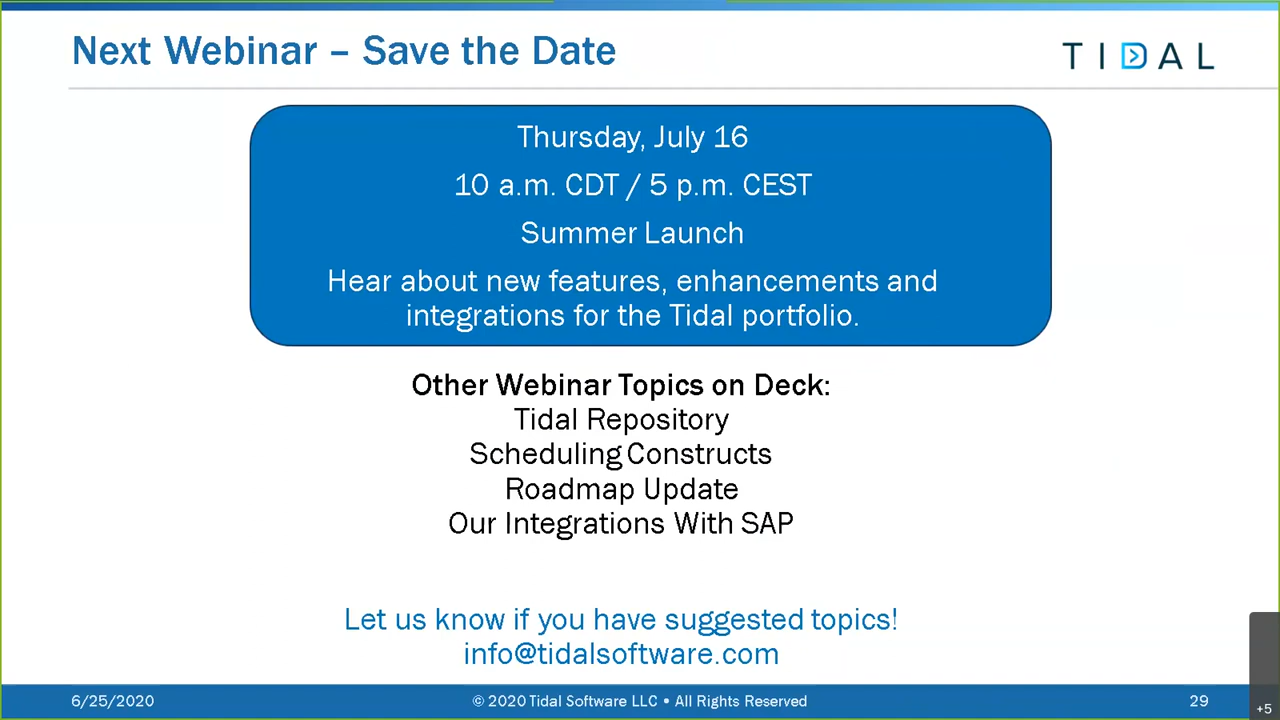 Next Webinar – Save the Date
TIDAL
Thursday, July 16
10 a.m. CDT / 5 p.m. CEST
Summer Launch
Hear about new features, enhancements and
integrations for the Tidal portfolio.
Other Webinar Topics on Deck:
Tidal Repository
Scheduling Constructs
Roadmap Update
Our Integrations With SAP
Let us know if you have suggested topics!
info@tidalsoftware.com
6/25/2020
© 2020 Tidal Software LLC • All Rights Reserved
29
+5